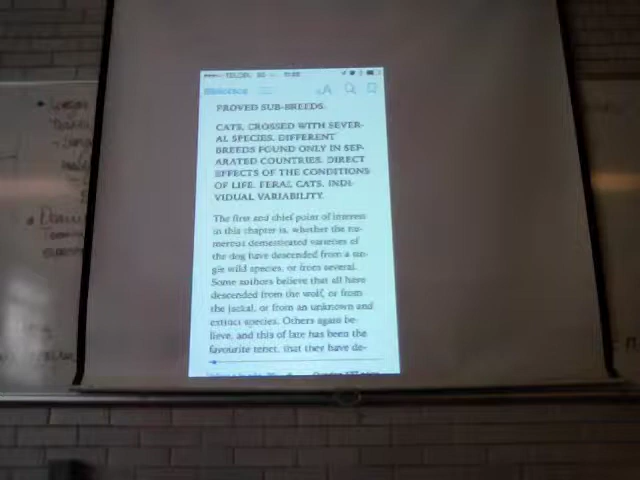 TELCEL 3G
Biblioteca AA
PROVED SUB-BREEDS.
CATS, CROSSED WITH SEVER-
AL SPECIES. DIFFERENT
BREEDS FOUND ONLY IN SEP-
ARATED COUNTRIES. DIRECT
EFFECTS OF THE CONDITIONS
OF LIFE. FERAL CATS. INDI-
VIDUAL VARIABILITY.
The first and chief point of interest
in this chapter is, whether the nu-
merous domesticated varieties of
the dog have descended from a sin-
gle wild species, or from several.
Some authors believe that all have
descended from the wolf, or from
the jackal, or from an unknown and
extinct species. Others again be-
lieve, and this of late has been the
favourite tenet, that they have de-